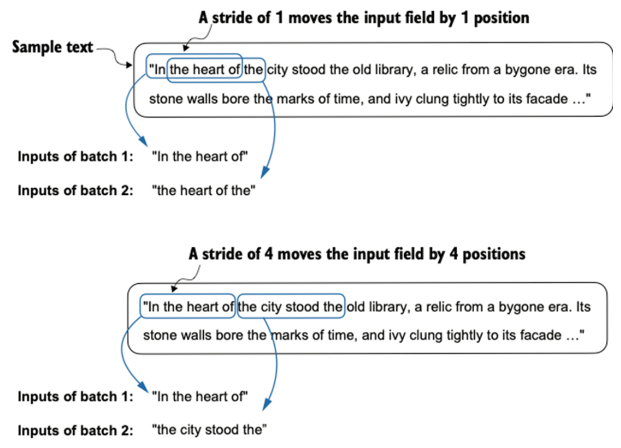 A stride of 1 moves the input field by 1 position
Sample text
"In the heart of the city stood the old library, a relic from a bygone era. Its
stone walls bore the marks of time, and ivy clung tightly to its facade ..."
Inputs of batch 1: "In the heart of"
Inputs of batch 2: "the heart of the"
A stride of 4 moves the input field by 4 positions
"In the heart of the city stood the old library, a relic from a bygone era. Its
stone walls bore the marks of time, and ivy clung tightly to its facade ..."
Inputs of batch 1: "In the heart of"
Inputs of batch 2: "the city stood the"